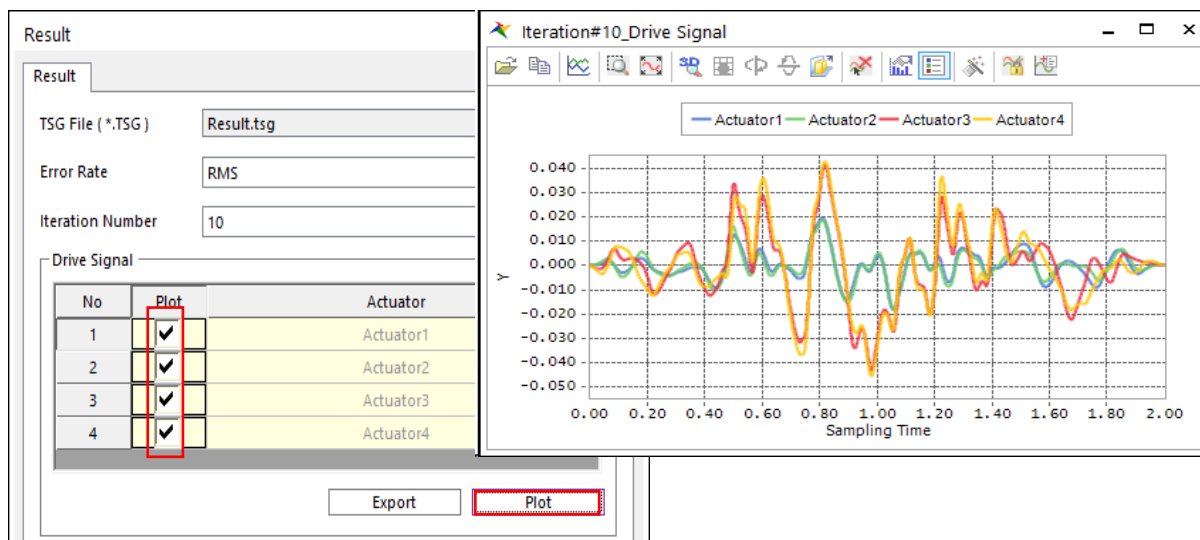 Result
Result
TSG File ( *.TSG )
Result.tsg
Error Rate
RMS
Iteration Number
10
Drive Signal
No Plot Actuator
1 Actuator1
2 Actuator2
3 Actuator3
4 Actuator4
Export Plot
Iteration#10_Drive Signal
3D
Actuator1 Actuator2 Actuator3 Actuator4
0.040
0.030
0.020
0.010
0.000
-0.010
-0.020
-0.030
-0.040
-0.050
Y
0.00 0.20 0.40 0.60 0.80 1.00 1.20 1.40 1.60 1.80 2.00
Sampling Time